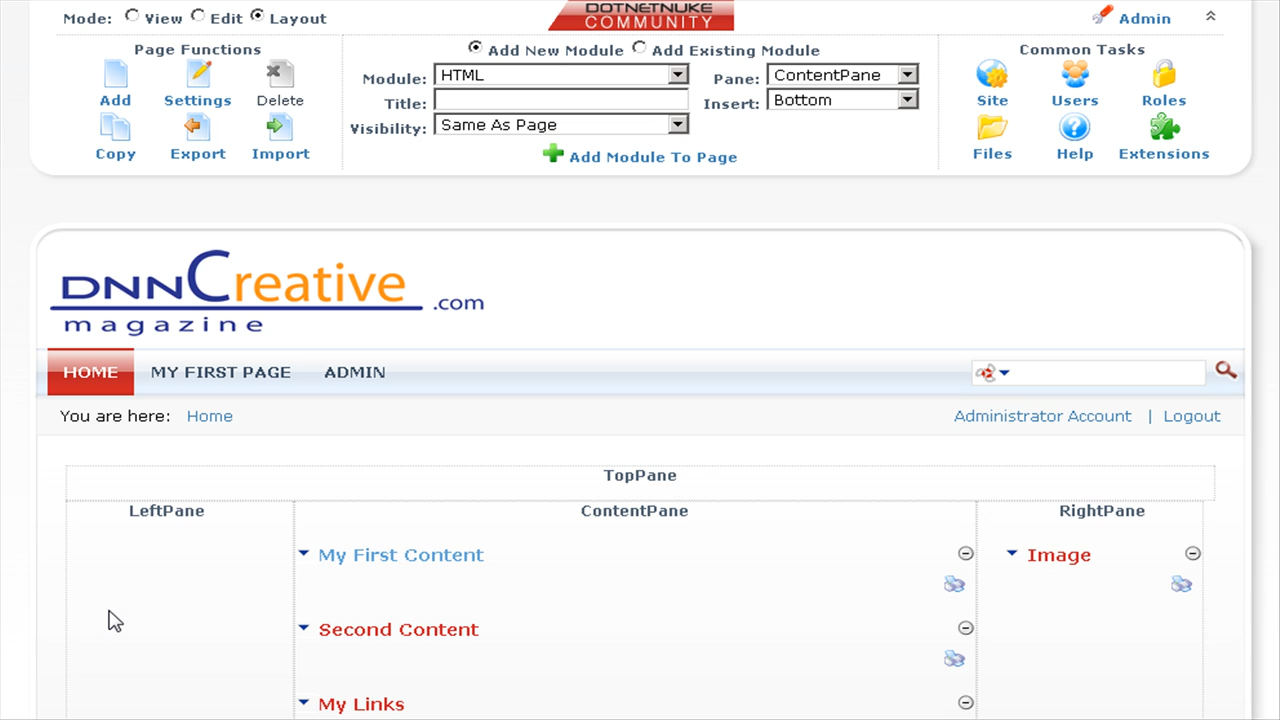 Mode: View Edit Layout
DOTNETNUKE
COMMUNITY
Admin
Page Functions
Add Settings Delete
Copy Export Import
Add New Module Add Existing Module
Module: HTML Pane: ContentPane
Title: Insert: Bottom
Visibility: Same As Page
Add Module To Page
Common Tasks
Site Users Roles
Files Help Extensions
DNNCreative .com
magazine
HOME MY FIRST PAGE ADMIN
You are here: Home Administrator Account | Logout
TopPane
LeftPane ContentPane RightPane
My First Content Image
Second Content
My Links